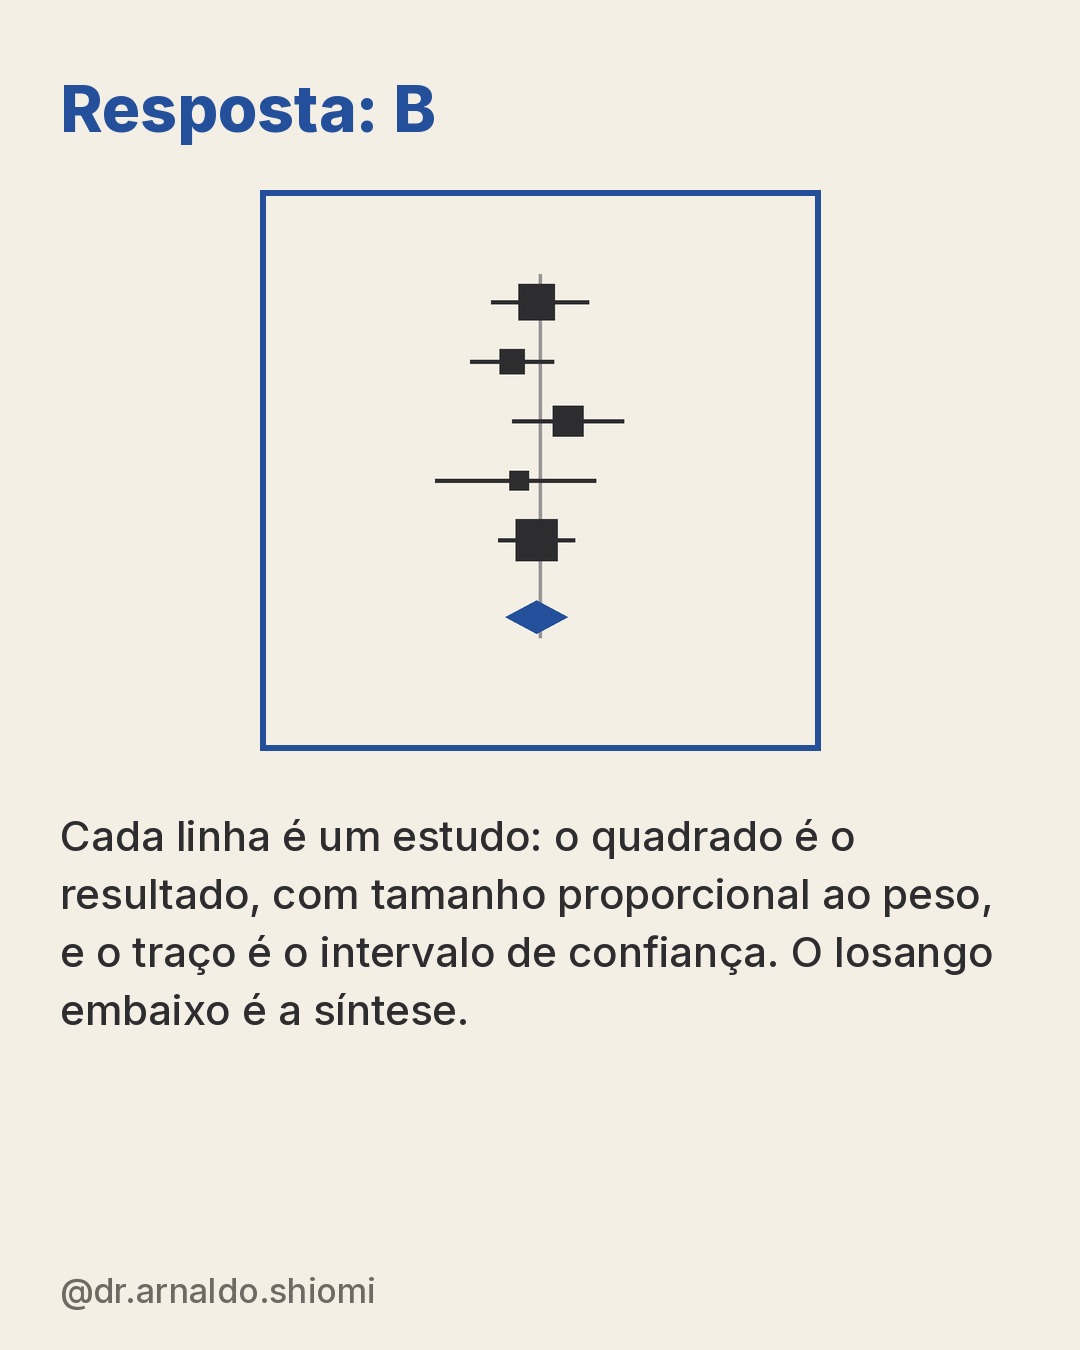 Resposta: B
Cada linha é um estudo: o quadrado é o
resultado, com tamanho proporcional ao peso,
e o traço é o intervalo de confiança. O losango
embaixo é a síntese.
@dr.arnaldo.shiomi